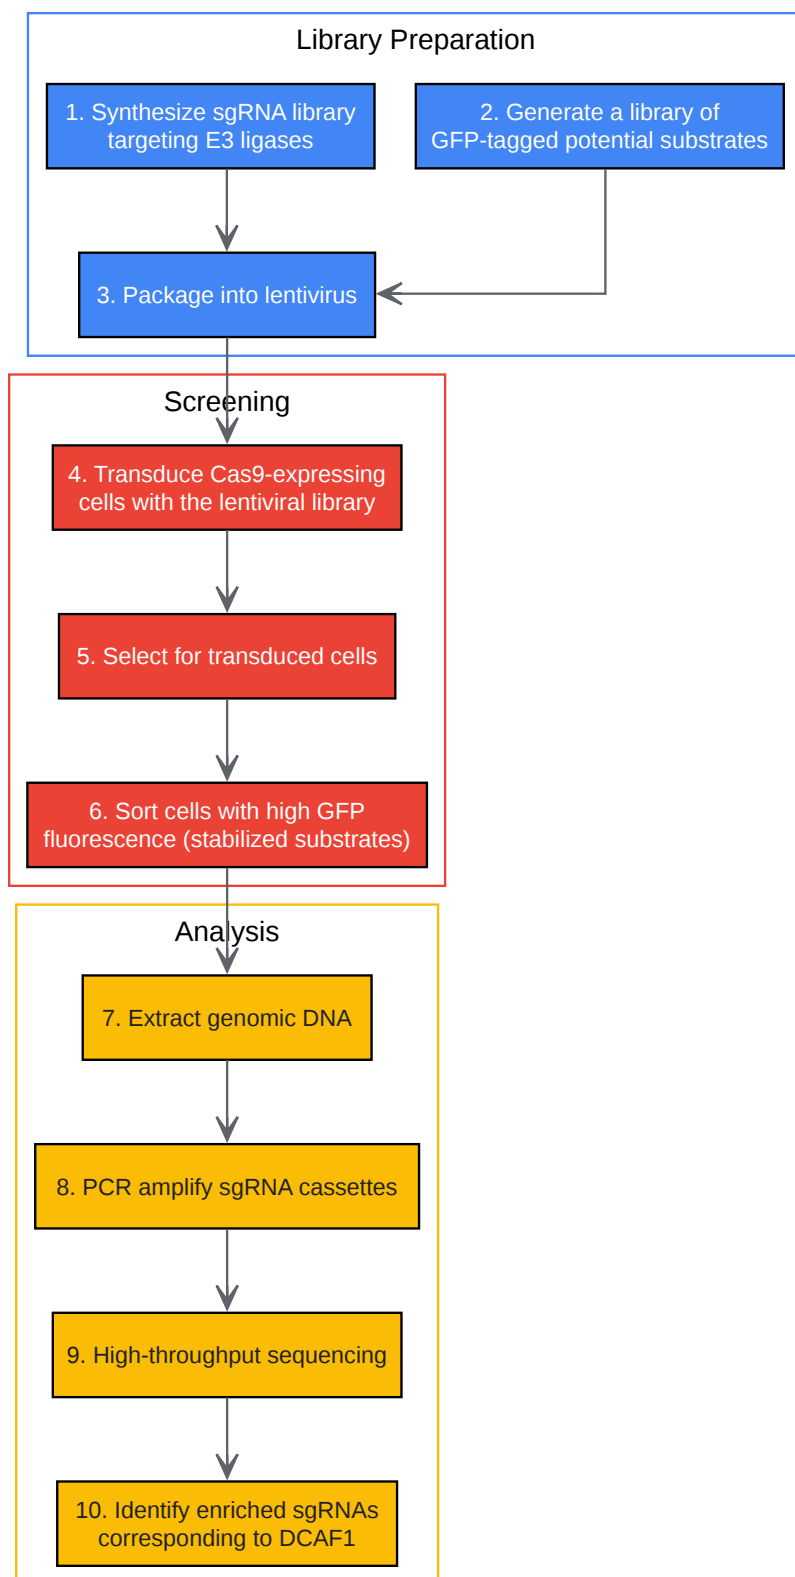 Library Preparation
1. Synthesize sgRNA library
targeting E3 ligases
2. Generate a library of
GFP-tagged potential substrates
3. Package into lentivirus
Screening
4. Transduce Cas9-expressing
cells with the lentiviral library
5. Select for transduced cells
6. Sort cells with high GFP
fluorescence (stabilized substrates)
Analysis
7. Extract genomic DNA
8. PCR amplify sgRNA cassettes
9. High-throughput sequencing
10. Identify enriched sgRNAs
corresponding to DCAF1